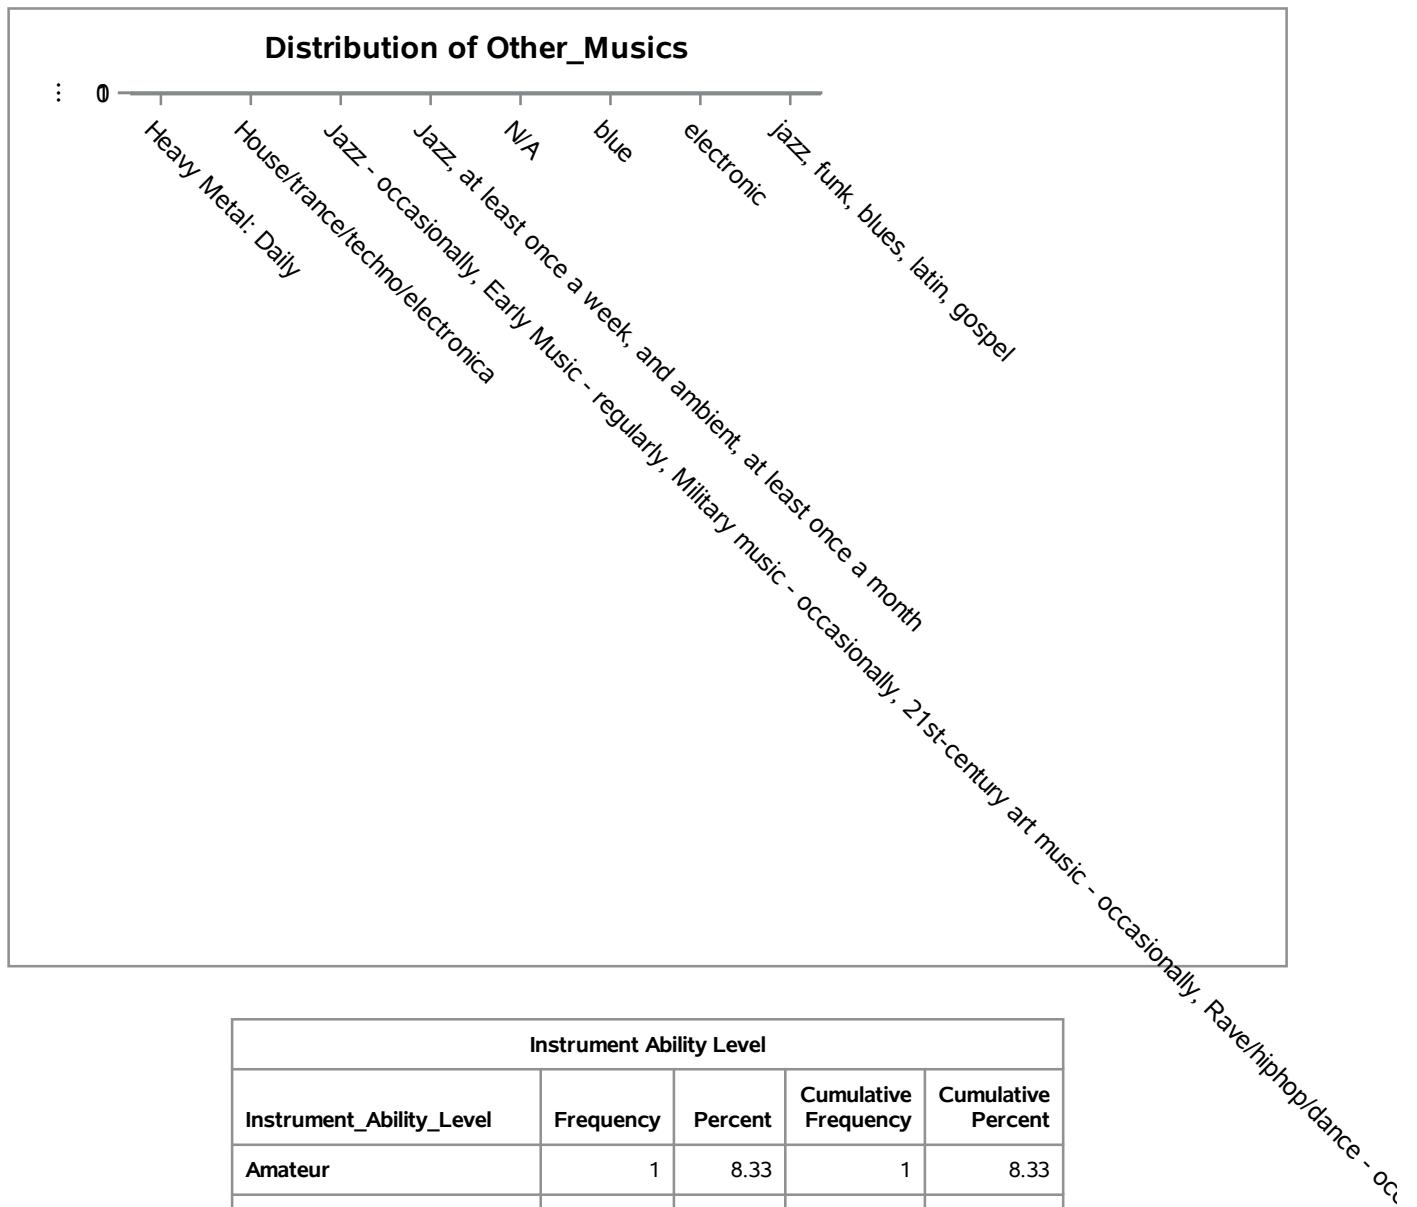 Distribution of Other_Musics
0
Heavy Metal: Daily
House/trance/techno/electronica
Jazz - occasionally, Early Music - regularly, Military music - occasionally, 21st-century art music - occasionally, Rave/hiphop/dance -
Jazz, at least once a week, and ambient, at least once a month
N/A
blue
electronic
jazz, funk, blues, latin, gospel
Instrument Ability Level
Instrument_Ability_Level Frequency Percent Cumulative Frequency Cumulative Percent
Amateur 1 8.33 1 8.33